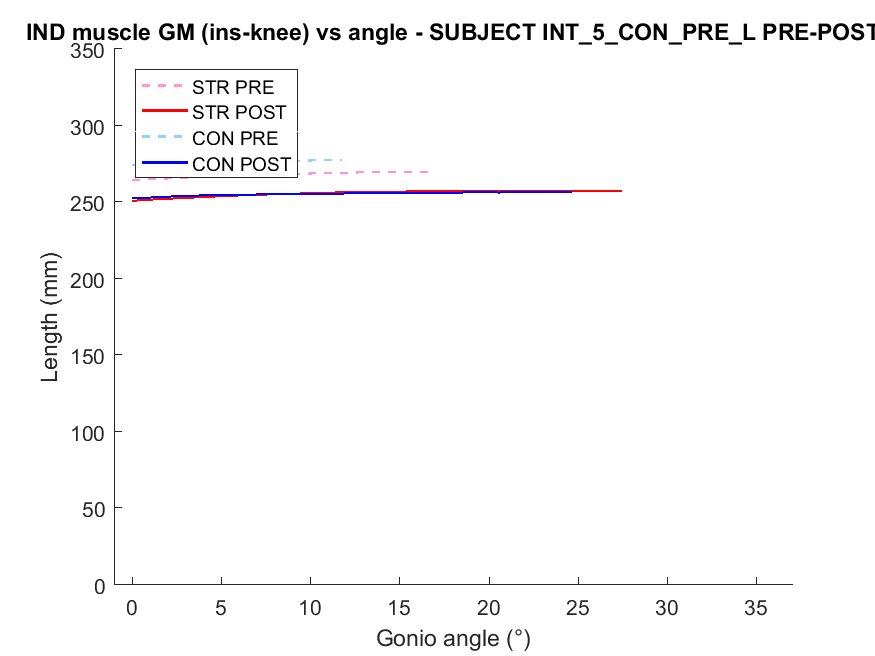 IND muscle GM (ins-knee) vs angle - SUBJECT INT_5_CON_PRE_L PRE-POST
350
300
250
200
150
100
50
0
Length (mm)
STR PRE
STR POST
CON PRE
CON POST
0 5 10 15 20 25 30 35
Gonio angle (°)